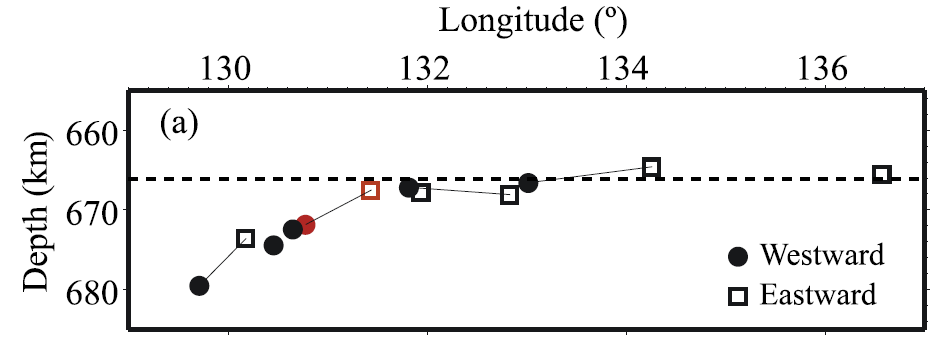 Longitude (º)
130 132 134 136
(a)
Depth (km)
660
670
680
Westward
Eastward